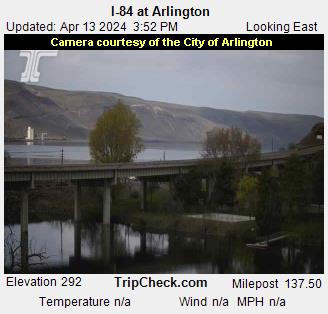 I-84 at Arlington
Updated: Apr 13 2024 3:52 PM Looking East
Camera courtesy of the City of Arlington
Elevation 292 TripCheck.com Milepost 137.50
Temperature n/a Wind n/a MPH n/a